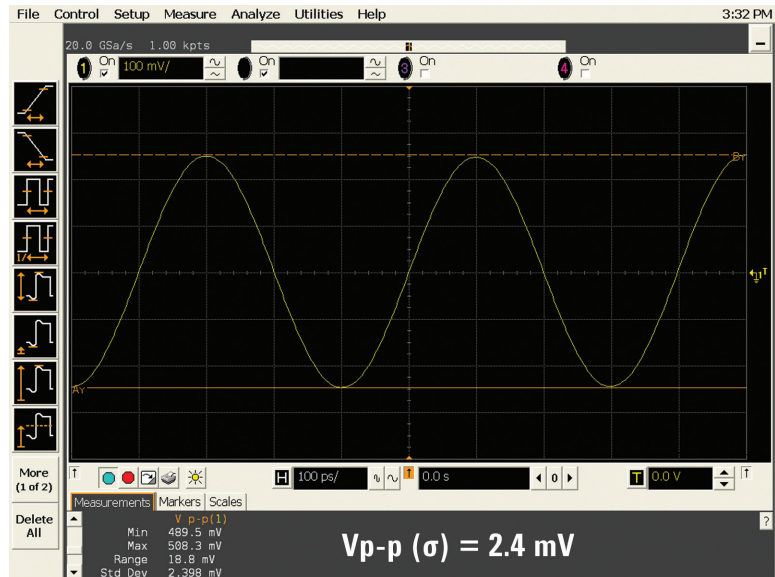 File Control Setup Measure Analyze Utilities Help 3:32 PM
20.0 GSa/s 1.00 kpts
1 On 100 mV/ On 3 On 4 On
By
T
Ay
More
(1 of 2)
Delete
All
H 100 ps/ 0.0 s 0 T 0.0 V
Measurements Markers Scales
V p-p(1)
Min 489.5 mV
Max 508.3 mV
Range 18.8 mV
Std Dev 2.398 mV
Vp-p (σ) = 2.4 mV
?